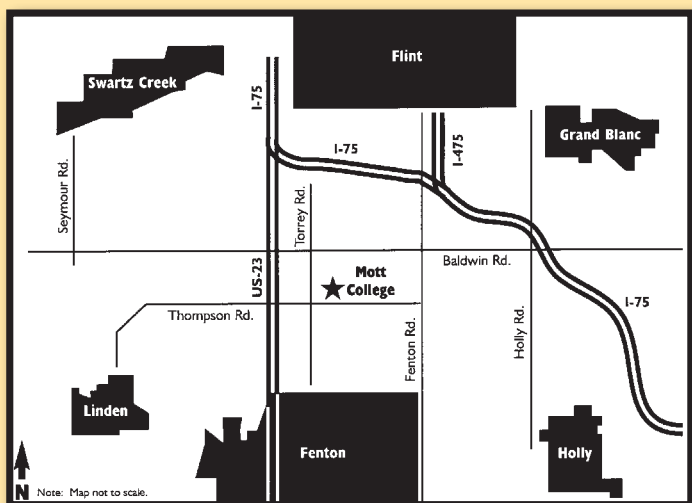 Flint
Swartz Creek
I-75
Grand Blanc
I-75
I-475
Seymour Rd.
Torrey Rd.
Baldwin Rd.
US-23
Mott
College
Thompson Rd.
I-75
Fenton Rd.
Holly Rd.
Linden
Fenton
Holly
N
Note: Map not to scale.